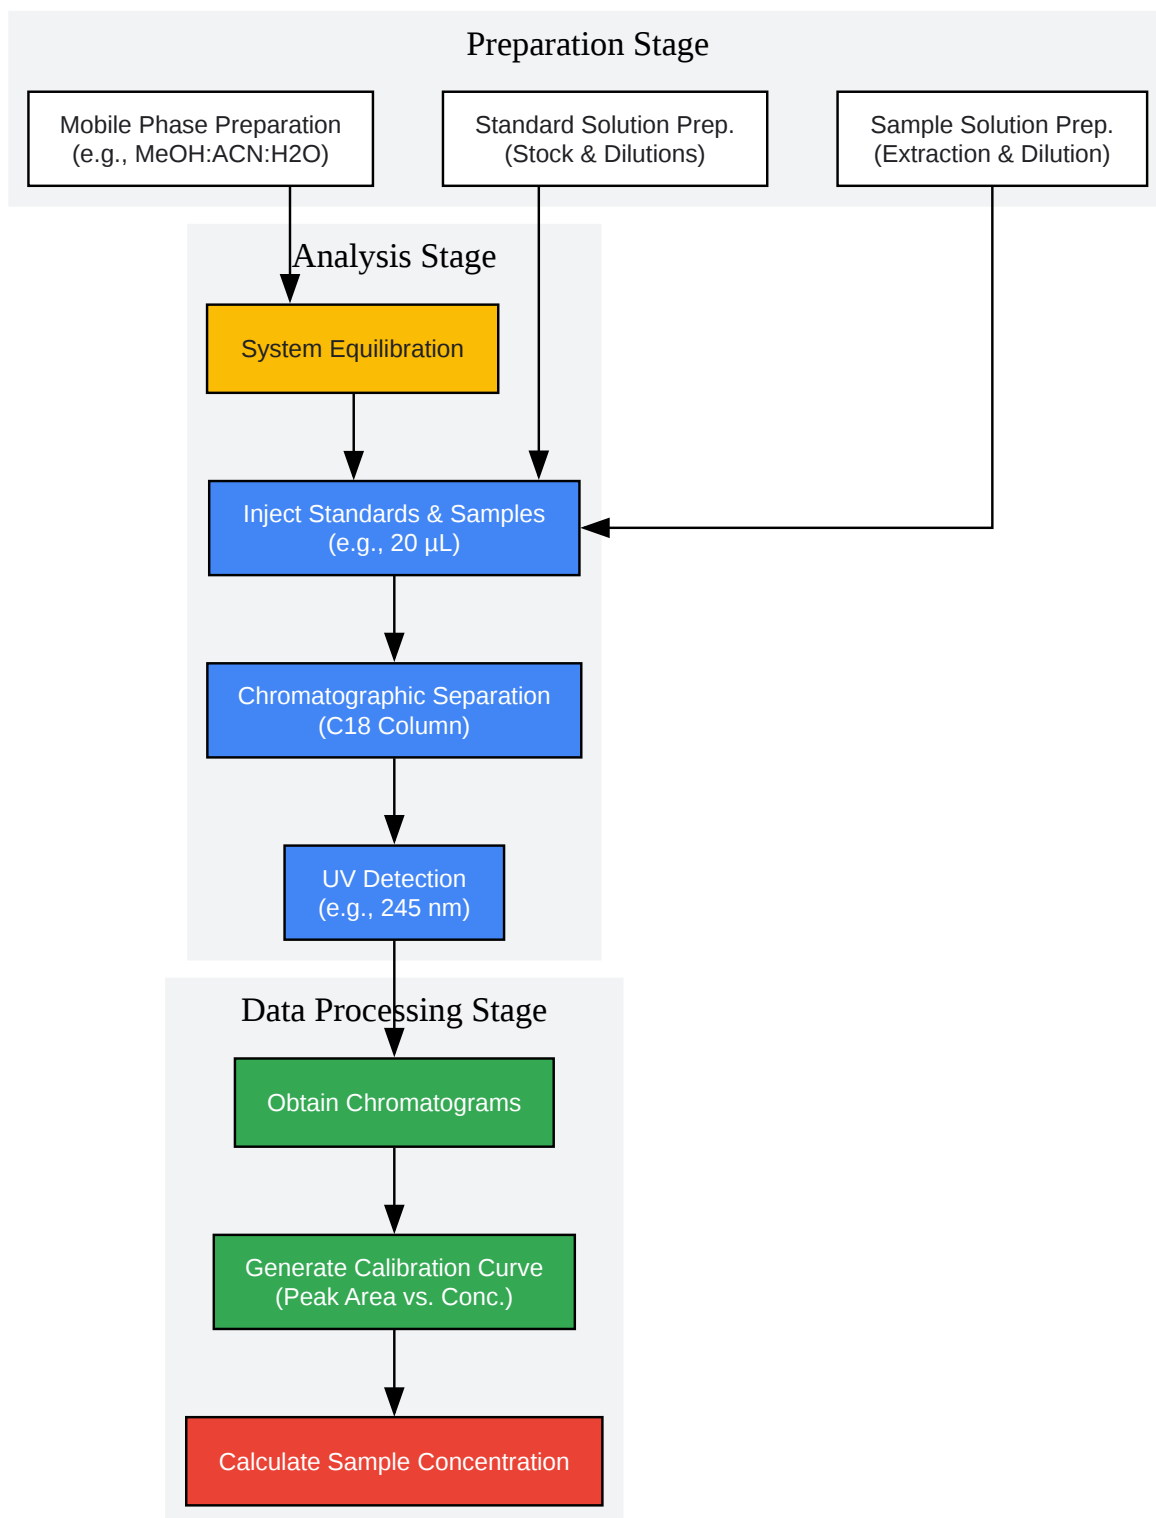 Preparation Stage
Mobile Phase Preparation
(e.g., MeOH:ACN:H2O)
Standard Solution Prep.
(Stock & Dilutions)
Sample Solution Prep.
(Extraction & Dilution)
Analysis Stage
System Equilibration
Inject Standards & Samples
(e.g., 20 µL)
Chromatographic Separation
(C18 Column)
UV Detection
(e.g., 245 nm)
Data Processing Stage
Obtain Chromatograms
Generate Calibration Curve
(Peak Area vs. Conc.)
Calculate Sample Concentration